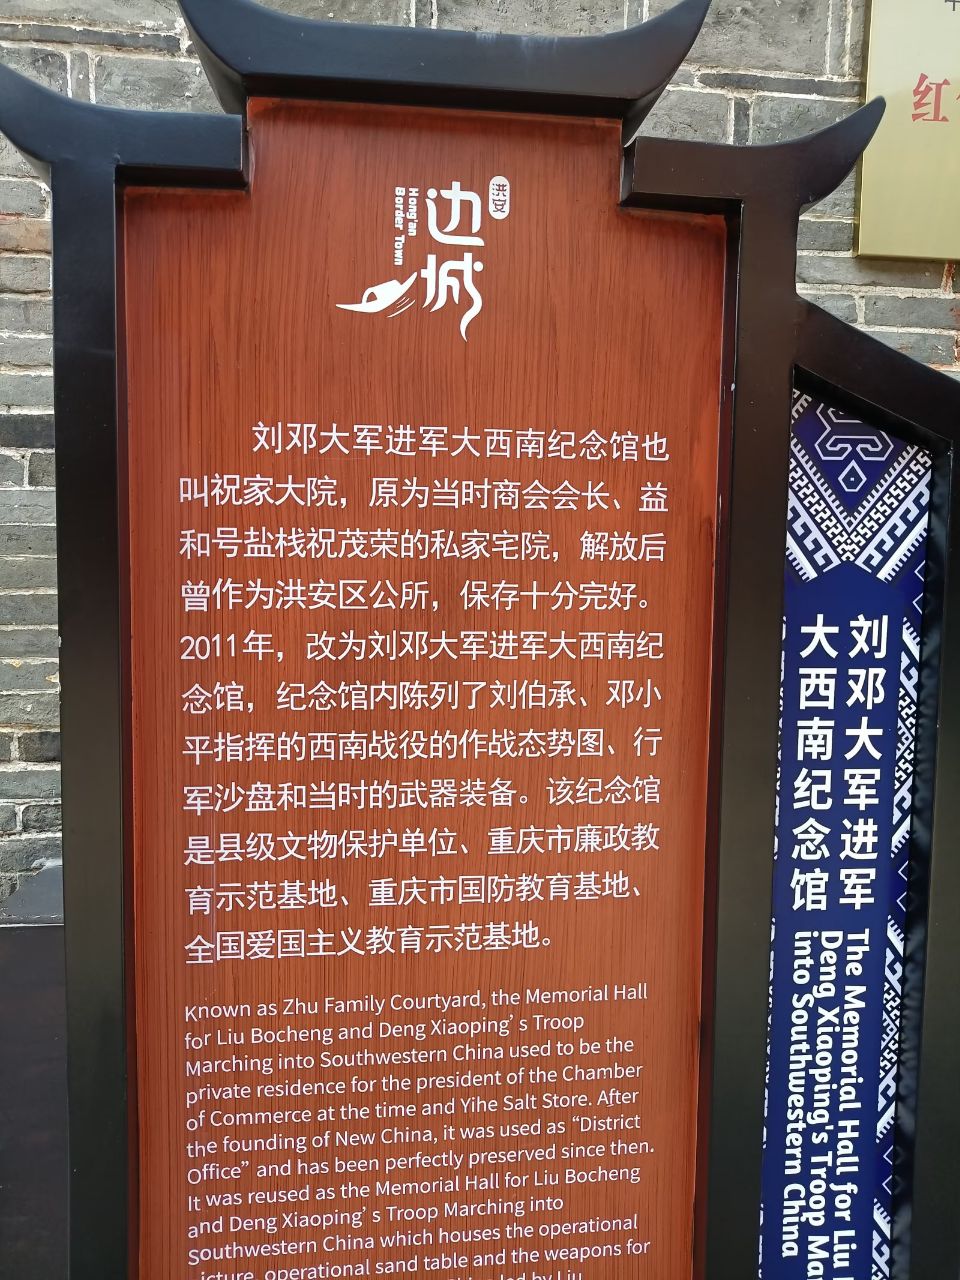 洪安
边城
Hong'an
Border Town
刘邓大军进军大西南纪念馆也
叫祝家大院，原为当时商会会长、益
和号盐栈祝茂荣的私家宅院，解放后
曾作为洪安区公所，保存十分完好。
2011年，改为刘邓大军进军大西南纪
念馆，纪念馆内陈列了刘伯承、邓小
平指挥的西南战役的作战态势图、行
军沙盘和当时的武器装备。该纪念馆
是县级文物保护单位、重庆市廉政教
育示范基地、重庆市国防教育基地、
全国爱国主义教育示范基地。
Known as Zhu Family Courtyard, the Memorial Hall
for Liu Bocheng and Deng Xiaoping’s Troop
Marching into Southwestern China used to be the
private residence for the president of the Chamber
of Commerce at the time and Yihe Salt Store. After
the founding of New China, it was used as “District
Office” and has been perfectly preserved since then.
It was reused as the Memorial Hall for Liu Bocheng
and Deng Xiaoping’s Troop Marching into
Southwestern China which houses the operational
operational sand table and the weapons for
led by Liu
刘邓大军进军
大西南纪念馆
The Memorial Hall for Liu
Deng Xiaoping's Troop Ma
into Southwestern China
红